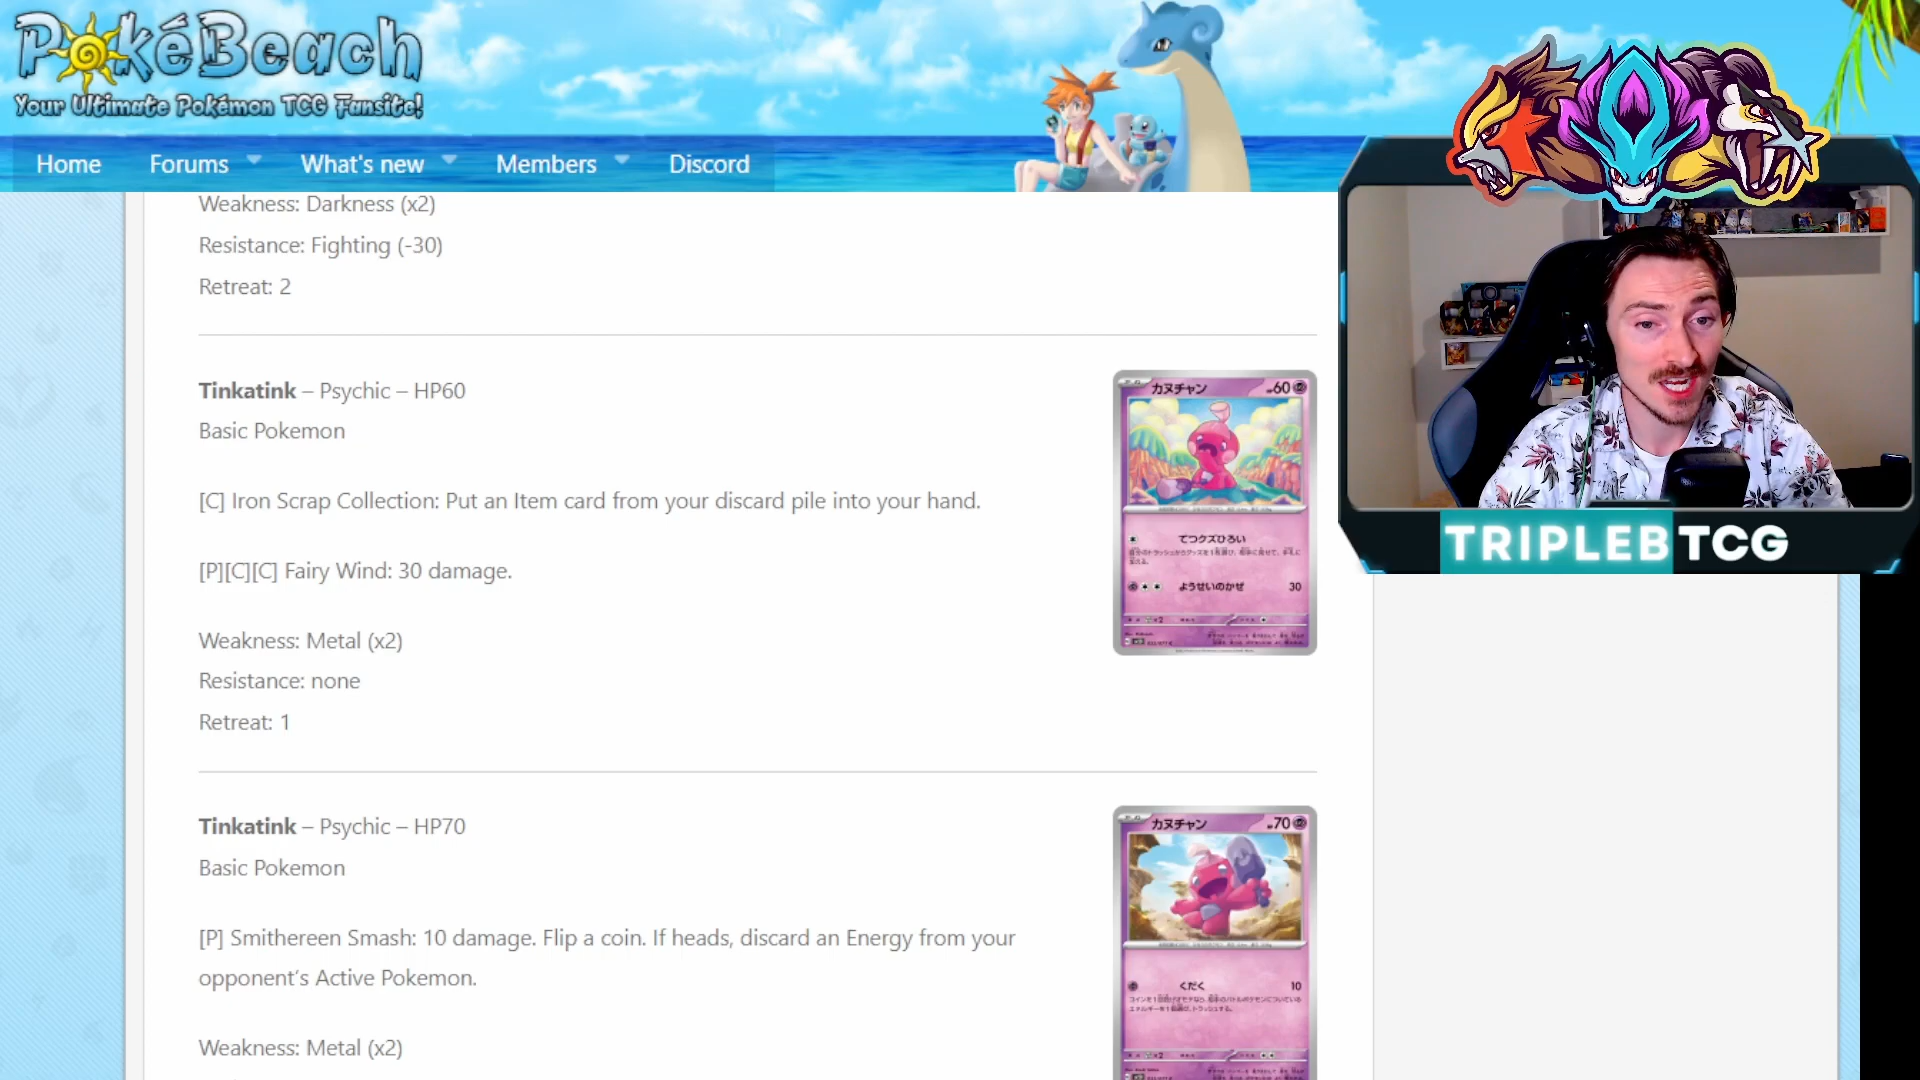 PokéBeach
Your Ultimate Pokémon TCG Fansite!
Home
Forums
What's new
Members
Discord
Weakness: Darkness (x2)
Resistance: Fighting (-30)
Retreat: 2
Tinkatink – Psychic – HP60
Basic Pokemon
[C] Iron Scrap Collection: Put an Item card from your discard pile into your hand.
[P][C][C] Fairy Wind: 30 damage.
Weakness: Metal (x2)
Resistance: none
Retreat: 1
カヌチャン
60
てつクズひろい
ようせいのかぜ
30
TRIPLEB TCG
Tinkatink – Psychic – HP70
Basic Pokemon
[P] Smithereen Smash: 10 damage. Flip a coin. If heads, discard an Energy from your
opponent's Active Pokemon.
Weakness: Metal (x2)
カヌチャン
70
くだく
10